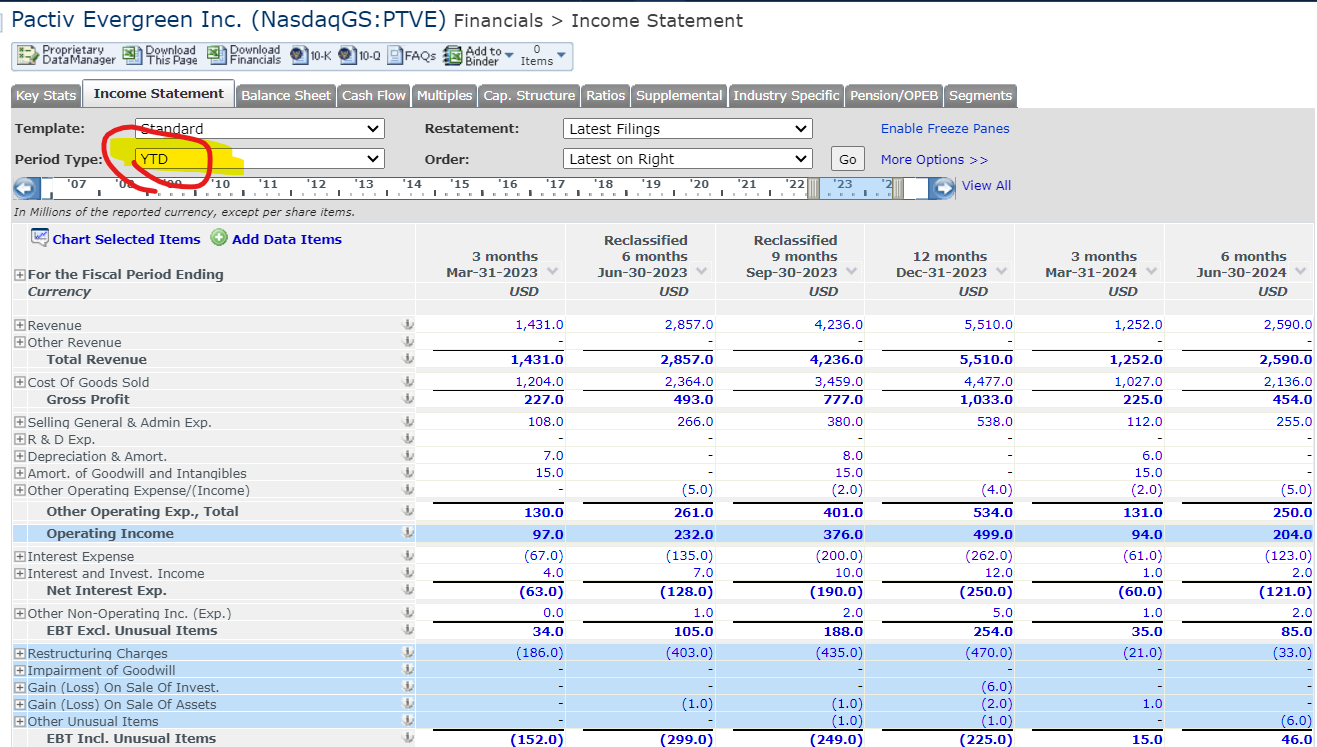 Pactiv Evergreen Inc. (NasdaqGS:PTVE) Financials > Income Statement
Proprietary DataManager Download This Page Download Financials 10-K 10-Q FAQs Add to Binder 0 Items
Key Stats Income Statement Balance Sheet Cash Flow Multiples Cap. Structure Ratios Supplemental Industry Specific Pension/OPEB Segments
Template: Standard Restatement: Latest Filings Enable Freeze Panes
Period Type: YTD Order: Latest on Right Go More Options >>
'07 '08 '09 '10 '11 '12 '13 '14 '15 '16 '17 '18 '19 '20 '21 '22 '23 '2 View All
In Millions of the reported currency, except per share items.
Chart Selected Items Add Data Items
Reclassified Reclassified
3 months 6 months 9 months 12 months 3 months 6 months
For the Fiscal Period Ending Mar-31-2023 Jun-30-2023 Sep-30-2023 Dec-31-2023 Mar-31-2024 Jun-30-2024
Currency USD USD USD USD USD USD
Revenue 1,431.0 2,857.0 4,236.0 5,510.0 1,252.0 2,590.0
Other Revenue - - - - - -
Total Revenue 1,431.0 2,857.0 4,236.0 5,510.0 1,252.0 2,590.0
Cost Of Goods Sold 1,204.0 2,364.0 3,459.0 4,477.0 1,027.0 2,136.0
Gross Profit 227.0 493.0 777.0 1,033.0 225.0 454.0
Selling General & Admin Exp. 108.0 266.0 380.0 538.0 112.0 255.0
R & D Exp. - - - - - -
Depreciation & Amort. 7.0 - 8.0 - 6.0 -
Amort. of Goodwill and Intangibles 15.0 - 15.0 - 15.0 -
Other Operating Expense/(Income) - (5.0) (2.0) (4.0) (2.0) (5.0)
Other Operating Exp., Total 130.0 261.0 401.0 534.0 131.0 250.0
Operating Income 97.0 232.0 376.0 499.0 94.0 204.0
Interest Expense (67.0) (135.0) (200.0) (262.0) (61.0) (123.0)
Interest and Invest. Income 4.0 7.0 10.0 12.0 1.0 2.0
Net Interest Exp. (63.0) (128.0) (190.0) (250.0) (60.0) (121.0)
Other Non-Operating Inc. (Exp.) 0.0 1.0 2.0 5.0 1.0 2.0
EBT Excl. Unusual Items 34.0 105.0 188.0 254.0 35.0 85.0
Restructuring Charges (186.0) (403.0) (435.0) (470.0) (21.0) (33.0)
Impairment of Goodwill - - - - - -
Gain (Loss) On Sale Of Invest. - - - (6.0) - -
Gain (Loss) On Sale Of Assets - (1.0) (1.0) (2.0) 1.0 -
Other Unusual Items - - (1.0) (1.0) - (6.0)
EBT Incl. Unusual Items (152.0) (299.0) (249.0) (225.0) 15.0 46.0